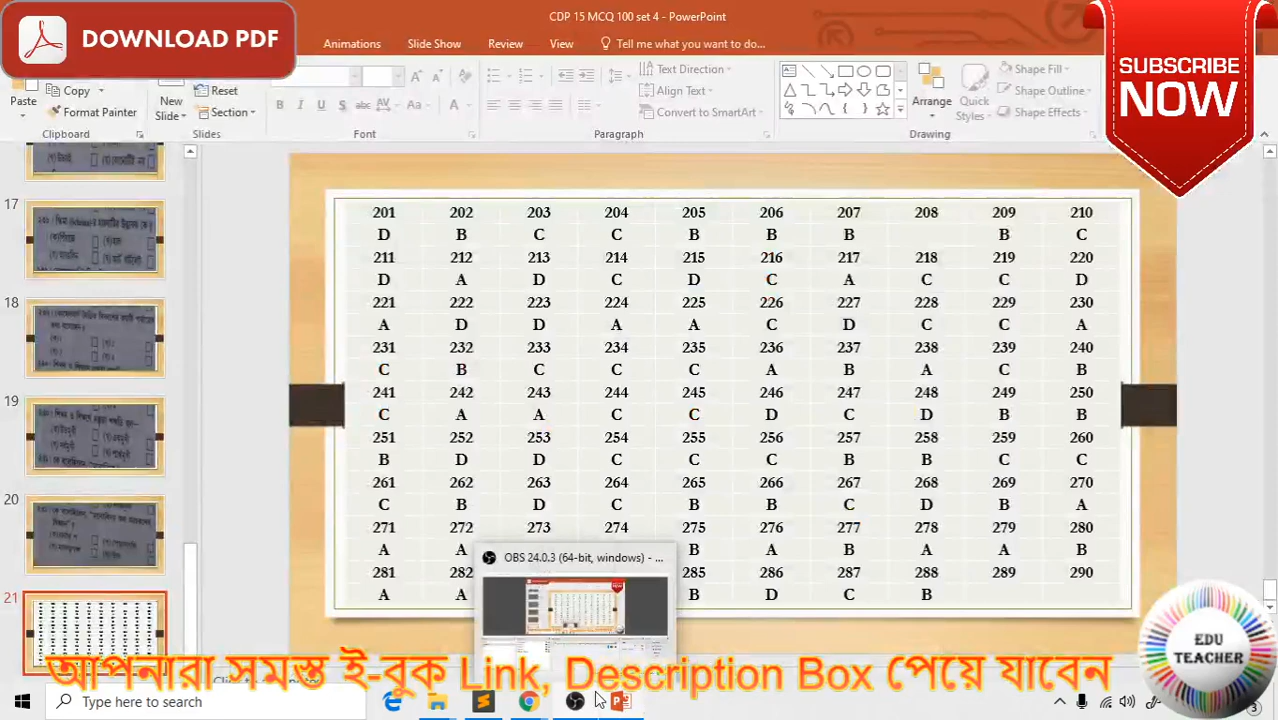 CDP 15 MCQ 100 set 4 - PowerPoint
DOWNLOAD PDF
Animations Slide Show Review View Tell me what you want to do...
SUBSCRIBE
NOW
Paste
Copy
Format Painter
Clipboard
New
Slide
Reset
Section
Slides
Font
Text Direction
Align Text
Convert to SmartArt
Paragraph
Arrange
Quick
Styles
Shape Fill
Shape Outline
Shape Effects
Drawing
17
18
19
20
21
201 202 203 204 205 206 207 208 209 210
D B C C B B B B C
211 212 213 214 215 216 217 218 219 220
D A D C D C A C C D
221 222 223 224 225 226 227 228 229 230
A D D A A C D C C A
231 232 233 234 235 236 237 238 239 240
C B C C C A B A C B
241 242 243 244 245 246 247 248 249 250
C A A C C D C D B B
251 252 253 254 255 256 257 258 259 260
B D D C C C B B C C
261 262 263 264 265 266 267 268 269 270
C B D C B B C D B A
271 272 273 274 275 276 277 278 279 280
A A B A B A A B
281 282 285 286 287 288 289 290
A A B D C B
OBS 24.0.3 (64-bit, windows) - ...
আপনারা সমস্ত ই-বুক Link, Description Box পেয়ে যাবেন
EDU
TEACHER
Type here to search
3